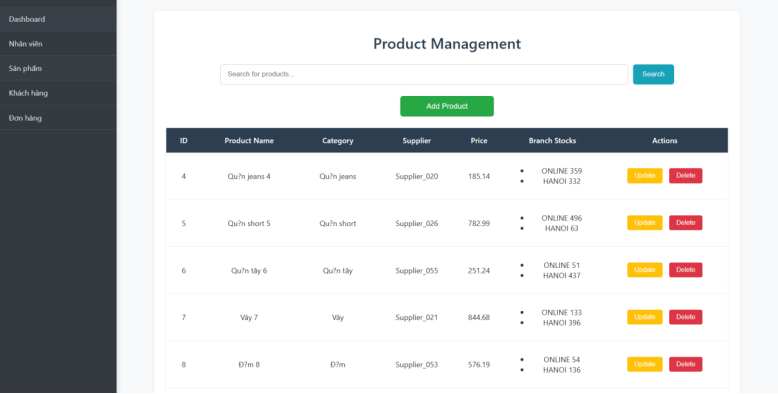 Dashboard
Nhân viên
Sản phẩm
Khách hàng
Đơn hàng
Product Management
Search for products...
Search
Add Product
ID Product Name Category Supplier Price Branch Stocks Actions
4 Qu?n jeans 4 Qu?n jeans Supplier_020 185.14 • ONLINE 359 Update Delete
• HANOI 332
5 Qu?n short 5 Qu?n short Supplier_026 782.99 • ONLINE 496 Update Delete
• HANOI 63
6 Qu?n tây 6 Qu?n tây Supplier_055 251.24 • ONLINE 51 Update Delete
• HANOI 437
7 Váy 7 Váy Supplier_021 844.68 • ONLINE 133 Update Delete
• HANOI 396
8 Đ?m 8 Đ?m Supplier_053 576.19 • ONLINE 54 Update Delete
• HANOI 136